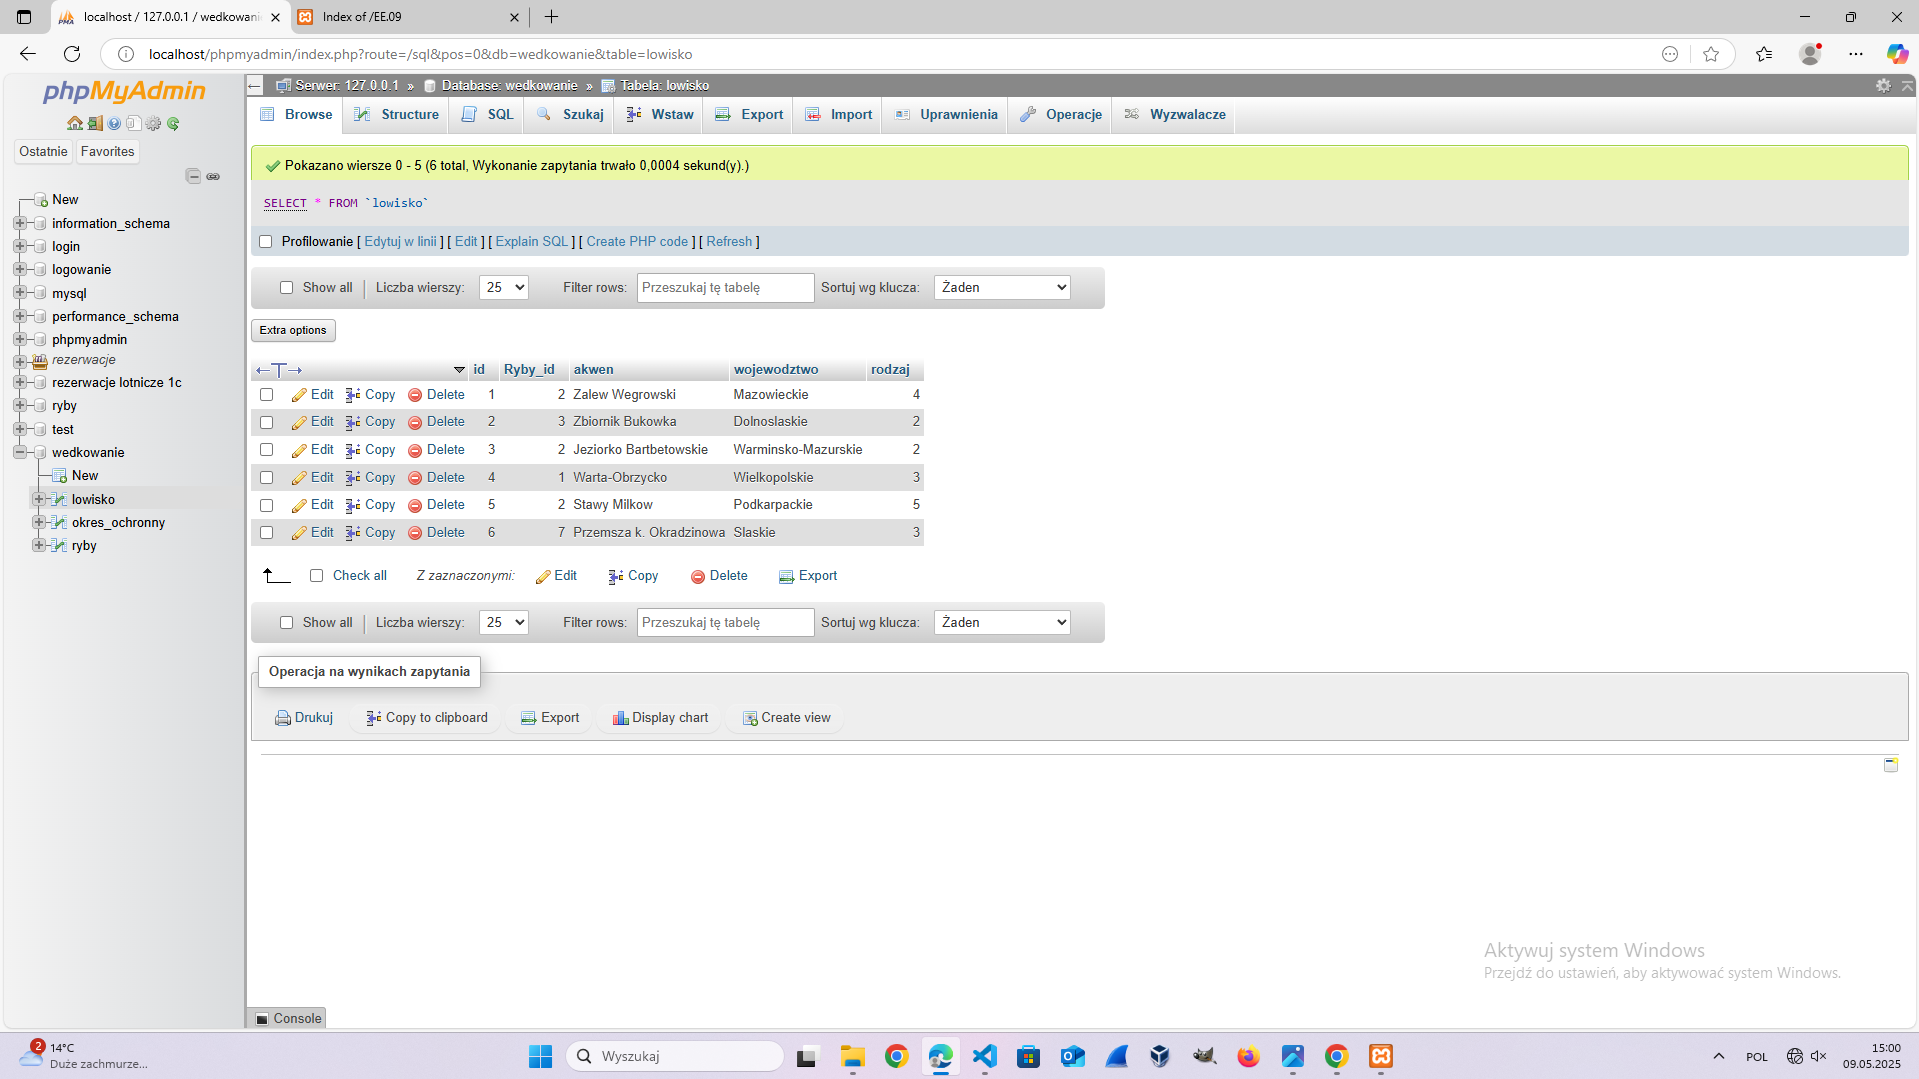 localhost / 127.0.0.1 / wedkowani
Index of /EE.09
localhost/phpmyadmin/index.php?route=/sql&pos=0&db=wedkowanie&table=lowisko
phpMyAdmin
Ostatnie Favorites
New
information_schema
login
logowanie
mysql
performance_schema
phpmyadmin
rezerwacje
rezerwacje lotnicze 1c
ryby
test
wedkowanie
New
lowisko
okres_ochronny
ryby
Serwer: 127.0.0.1 » Database: wedkowanie » Tabela: lowisko
Browse Structure SQL Szukaj Wstaw Export Import Uprawnienia Operacje Wyzwalacze
Pokazano wiersze 0 - 5 (6 total, Wykonanie zapytania trwało 0,0004 sekund(y).)
SELECT * FROM `lowisko`
Profilowanie [ Edytuj w linii ] [ Edit ] [ Explain SQL ] [ Create PHP code ] [ Refresh ]
Show all Liczba wierszy: 25 Filter rows: Przeszukaj tę tabelę Sortuj wg klucza: Żaden
Extra options
←T→ id Ryby_id akwen wojewodztwo rodzaj
Edit Copy Delete 1 2 Zalew Wegrowski Mazowieckie 4
Edit Copy Delete 2 3 Zbiornik Bukowka Dolnoslaskie 2
Edit Copy Delete 3 2 Jeziorko Bartbetowskie Warminsko-Mazurskie 2
Edit Copy Delete 4 1 Warta-Obrzycko Wielkopolskie 3
Edit Copy Delete 5 2 Stawy Milkow Podkarpackie 5
Edit Copy Delete 6 7 Przemsza k. Okradzinowa Slaskie 3
Check all Z zaznaczonymi: Edit Copy Delete Export
Show all Liczba wierszy: 25 Filter rows: Przeszukaj tę tabelę Sortuj wg klucza: Żaden
Operacja na wynikach zapytania
Drukuj Copy to clipboard Export Display chart Create view
Aktywuj system Windows
Przejdź do ustawień, aby aktywować system Windows.
Console
2 14°C
Duże zachmurze...
Wyszukaj
POL
15:00
09.05.2025